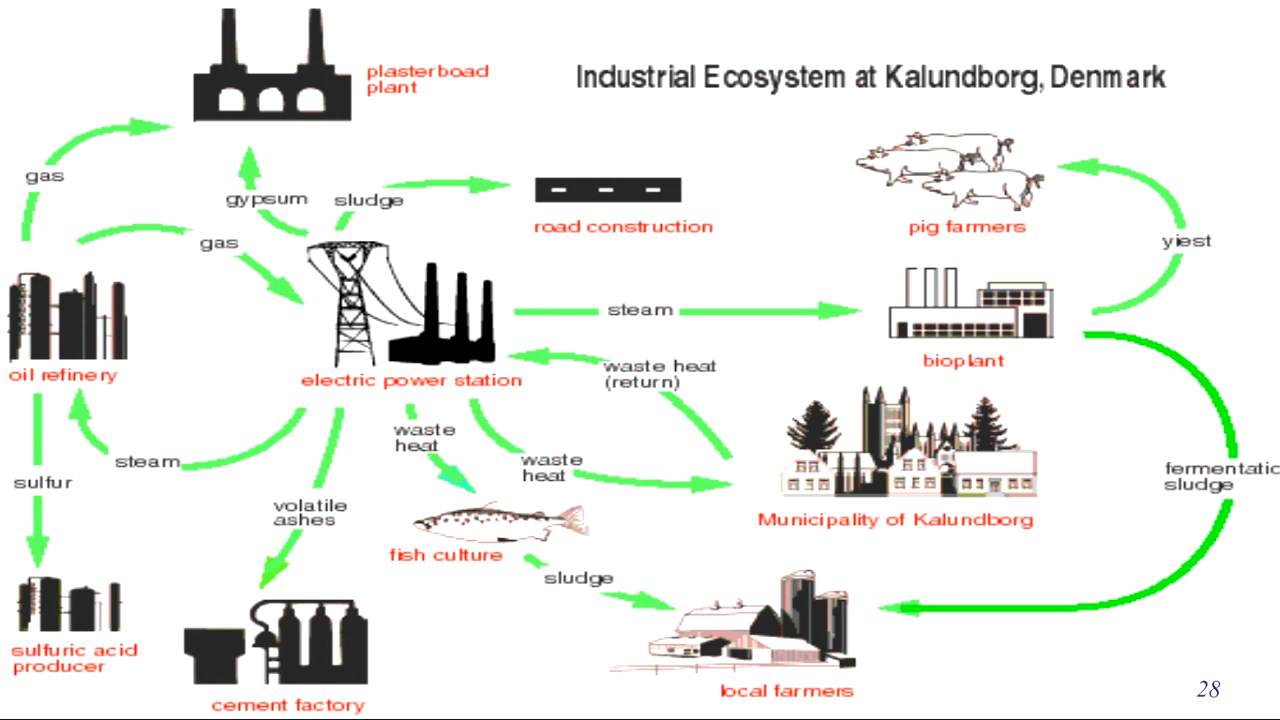 plasterboad
plant
Industrial Ecosystem at Kalundborg, Denmark
gas
gypsum
sludge
road construction
pig farmers
gas
yiest
steam
bioplant
oil refinery
electric power station
waste heat
(return)
waste
heat
steam
waste
heat
sulfur
fermentatic
sludge
volatile
ashes
Municipality of Kalundborg
fish culture
sludge
sulfuric acid
producer
local farmers
cement factory
28